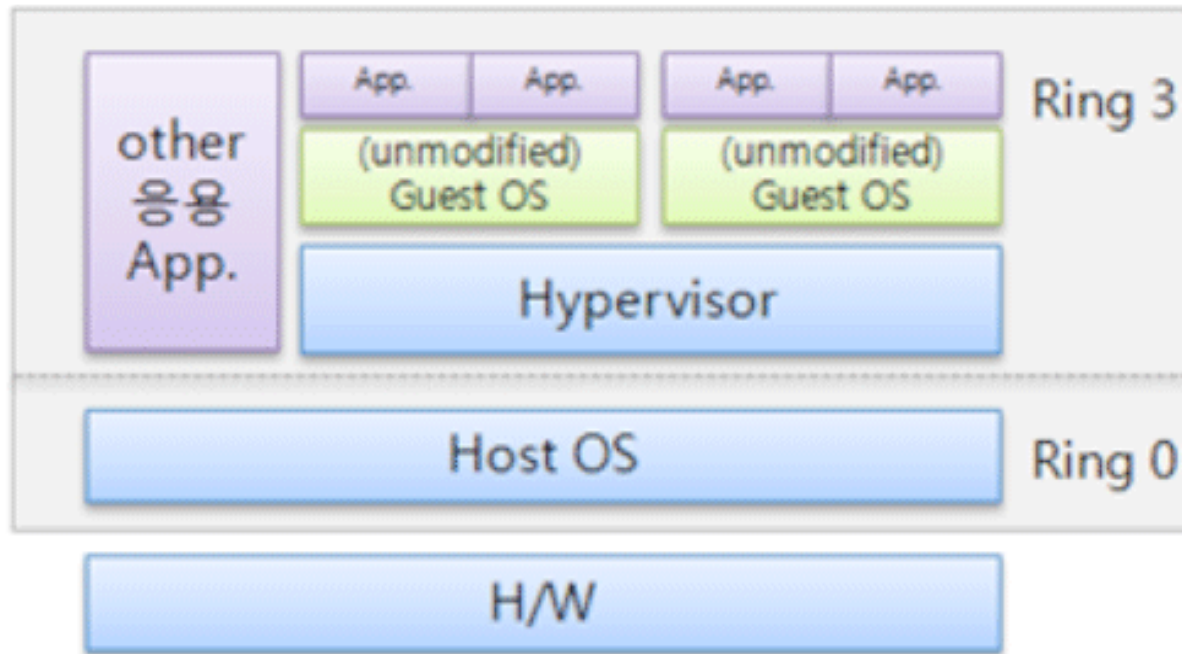 other
응용
App.
App. App. App. App.
(unmodified)
Guest OS
(unmodified)
Guest OS
Hypervisor
Ring 3
Host OS
Ring 0
H/W